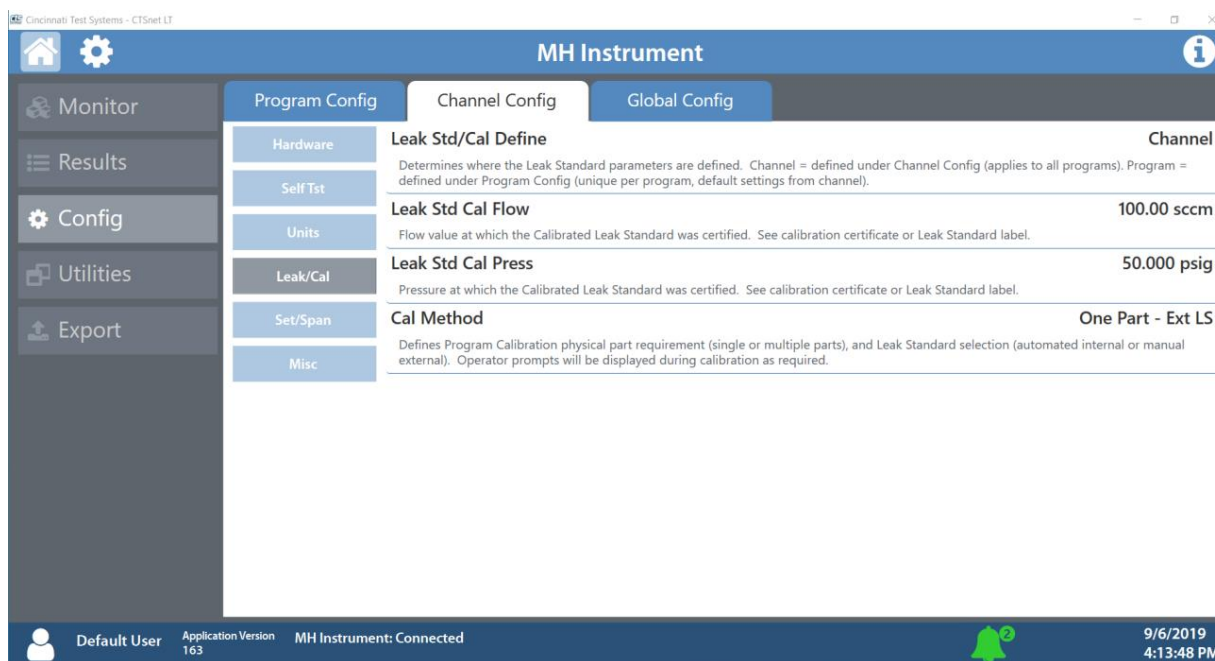 Cincinnati Test Systems - CTSnet LT
MH Instrument
Monitor
Results
Config
Utilities
Export
Program Config
Channel Config
Global Config
Hardware
Self Tst
Units
Leak/Cal
Set/Span
Misc
Leak Std/Cal Define Channel
Determines where the Leak Standard parameters are defined. Channel = defined under Channel Config (applies to all programs). Program =
defined under Program Config (unique per program, default settings from channel).
Leak Std Cal Flow 100.00 sccm
Flow value at which the Calibrated Leak Standard was certified. See calibration certificate or Leak Standard label.
Leak Std Cal Press 50.000 psig
Pressure at which the Calibrated Leak Standard was certified. See calibration certificate or Leak Standard label.
Cal Method One Part - Ext LS
Defines Program Calibration physical part requirement (single or multiple parts), and Leak Standard selection (automated internal or manual
external). Operator prompts will be displayed during calibration as required.
Default User
Application Version
163
MH Instrument: Connected
2
9/6/2019
4:13:48 PM